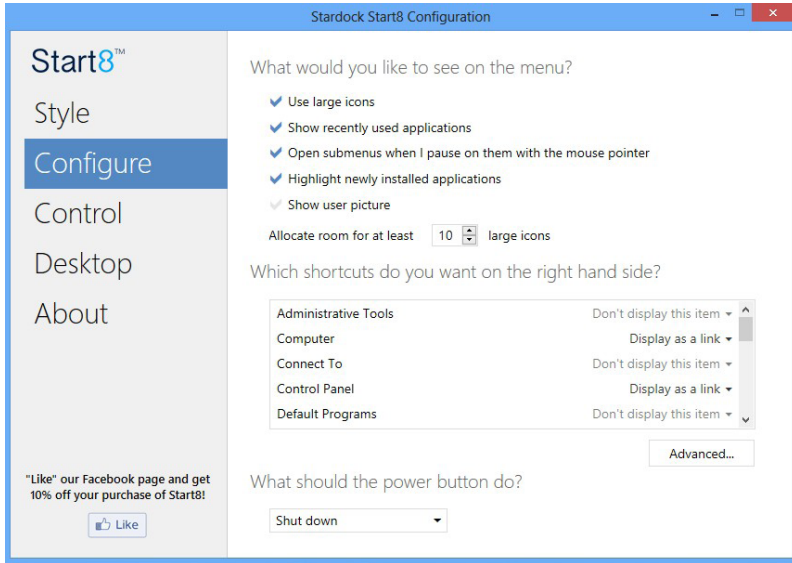 Stardock Start8 Configuration
Start8™
Style
Configure
Control
Desktop
About
"Like" our Facebook page and get
10% off your purchase of Start8!
Like
What would you like to see on the menu?
Use large icons
Show recently used applications
Open submenus when I pause on them with the mouse pointer
Highlight newly installed applications
Show user picture
Allocate room for at least 10 large icons
Which shortcuts do you want on the right hand side?
Administrative Tools Don't display this item
Computer Display as a link
Connect To Don't display this item
Control Panel Display as a link
Default Programs Don't display this item
Advanced...
What should the power button do?
Shut down